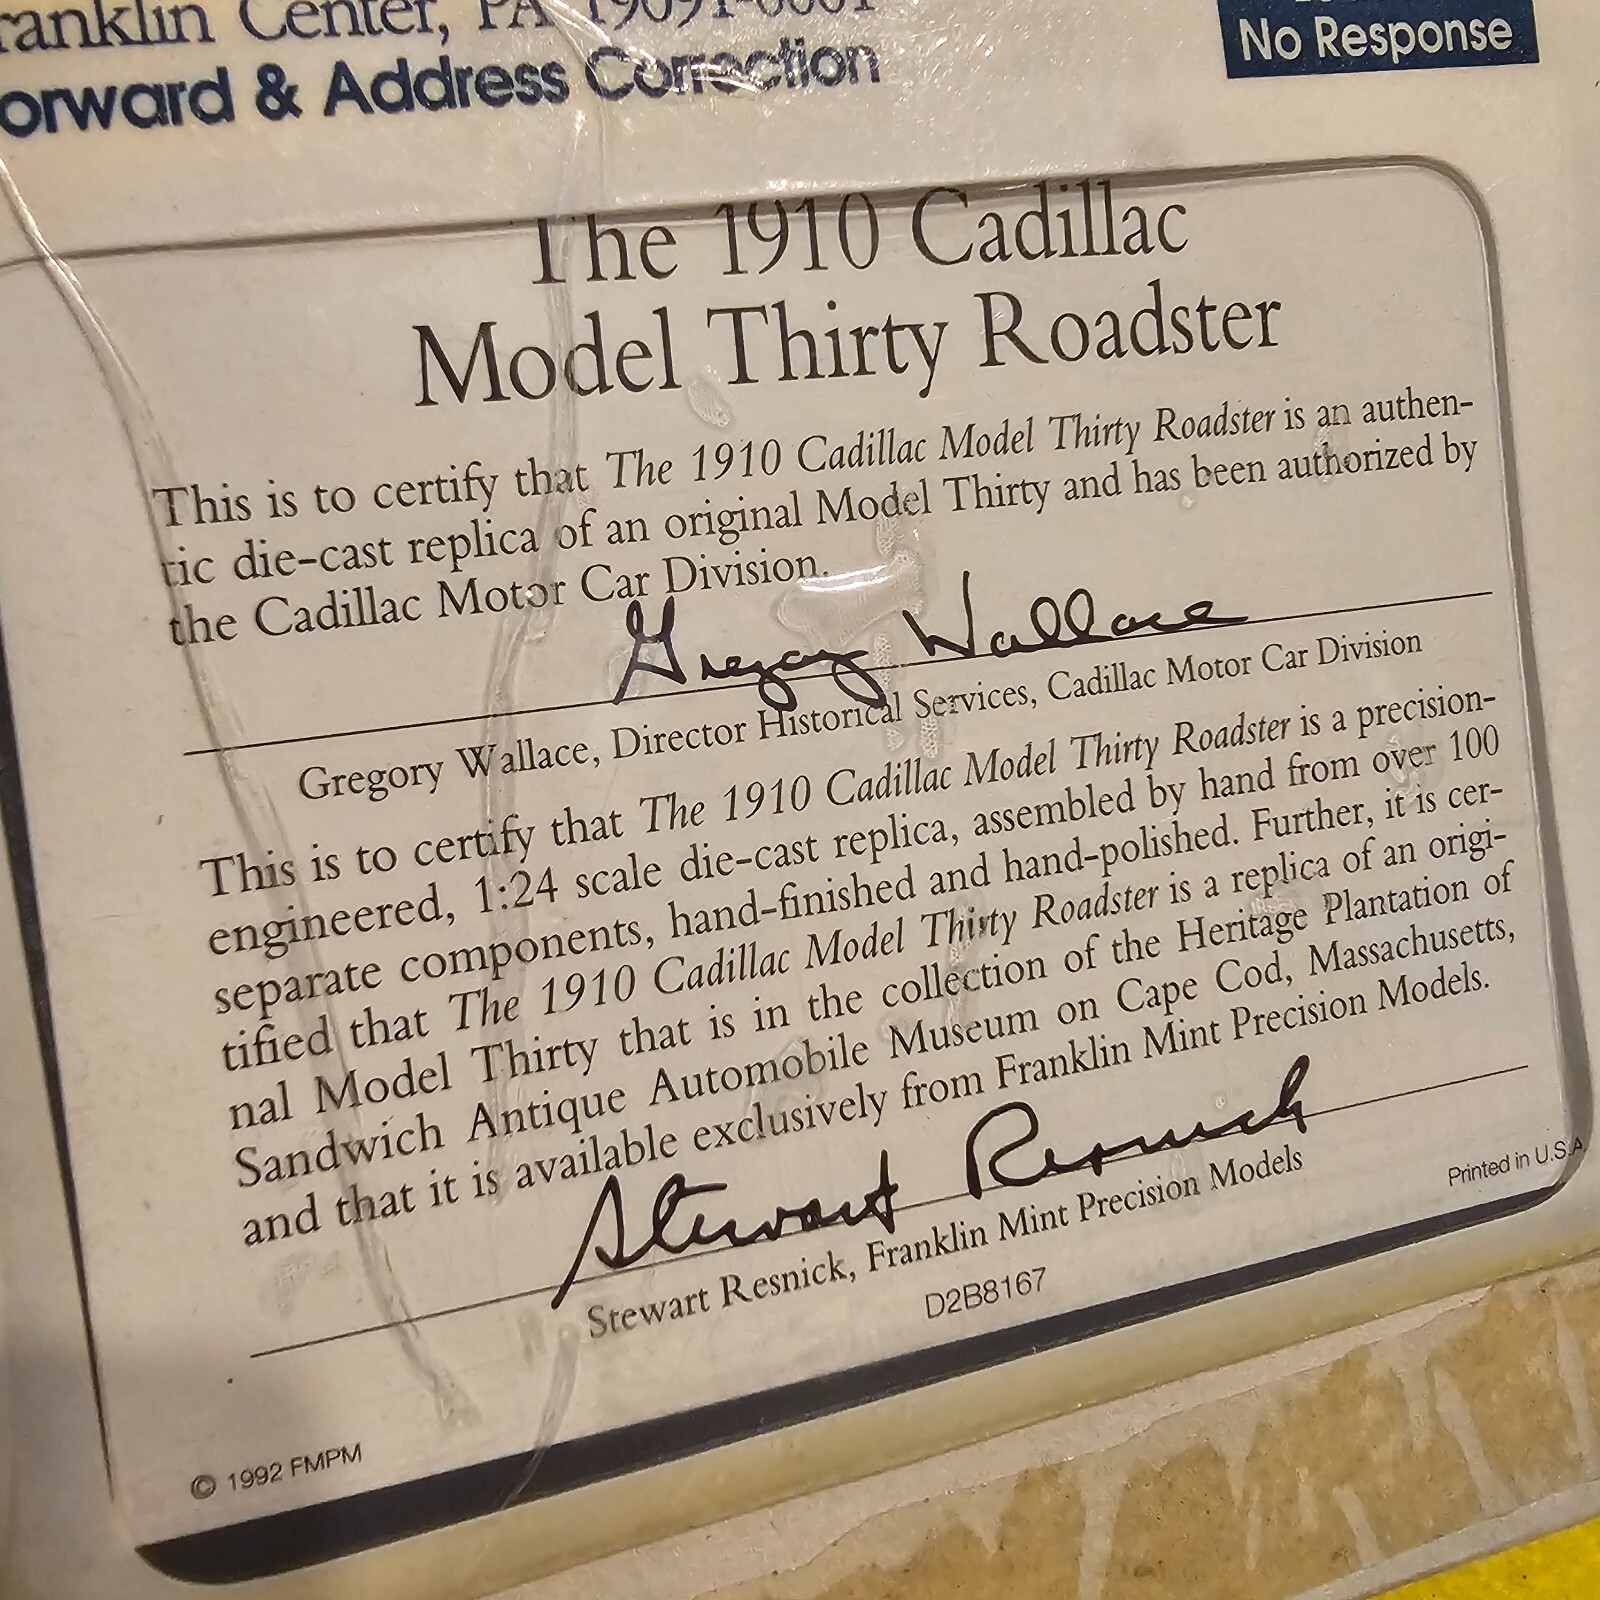 Franklin Center, PA 19091-0001
Forward & Address Correction
No Response
The 1910 Cadillac
Model Thirty Roadster
This is to certify that The 1910 Cadillac Model Thirty Roadster is an authen-
tic die-cast replica of an original Model Thirty and has been authorized by
the Cadillac Motor Car Division.
Gregory Wallace
Gregory Wallace, Director Historical Services, Cadillac Motor Car Division
This is to certify that The 1910 Cadillac Model Thirty Roadster is a precision-
engineered, 1:24 scale die-cast replica, assembled by hand from over 100
separate components, hand-finished and hand-polished. Further, it is cer-
tified that The 1910 Cadillac Model Thirty Roadster is a replica of an origi-
nal Model Thirty that is in the collection of the Heritage Plantation of
Sandwich Antique Automobile Museum on Cape Cod, Massachusetts,
and that it is available exclusively from Franklin Mint Precision Models.
Stewart Resnick
Stewart Resnick, Franklin Mint Precision Models
Printed in U.S.A.
D2B8167
© 1992 FMPM